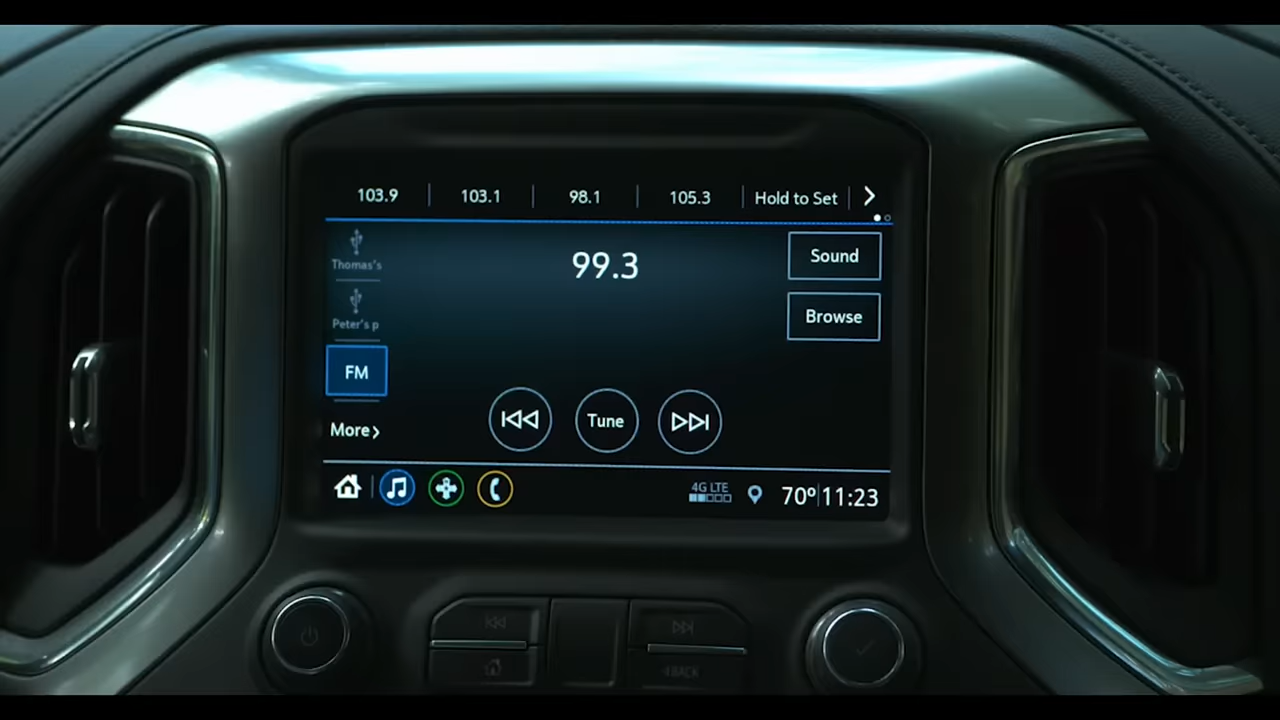 103.9 103.1 98.1 105.3 Hold to Set
99.3
Sound
Thomas's
Browse
Peter's p
FM
More
Tune
4G LTE
70° 11:23
BACK